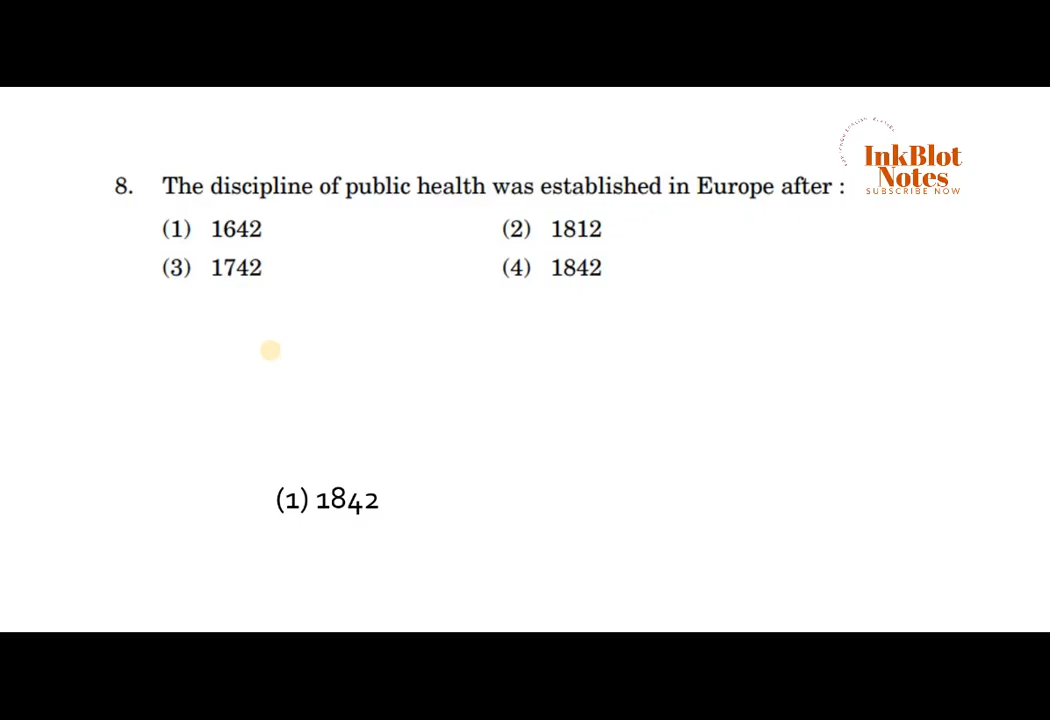 InkBlot
Notes
SUBSCRIBE NOW
8. The discipline of public health was established in Europe after :
(1) 1642 (2) 1812
(3) 1742 (4) 1842
(1) 1842